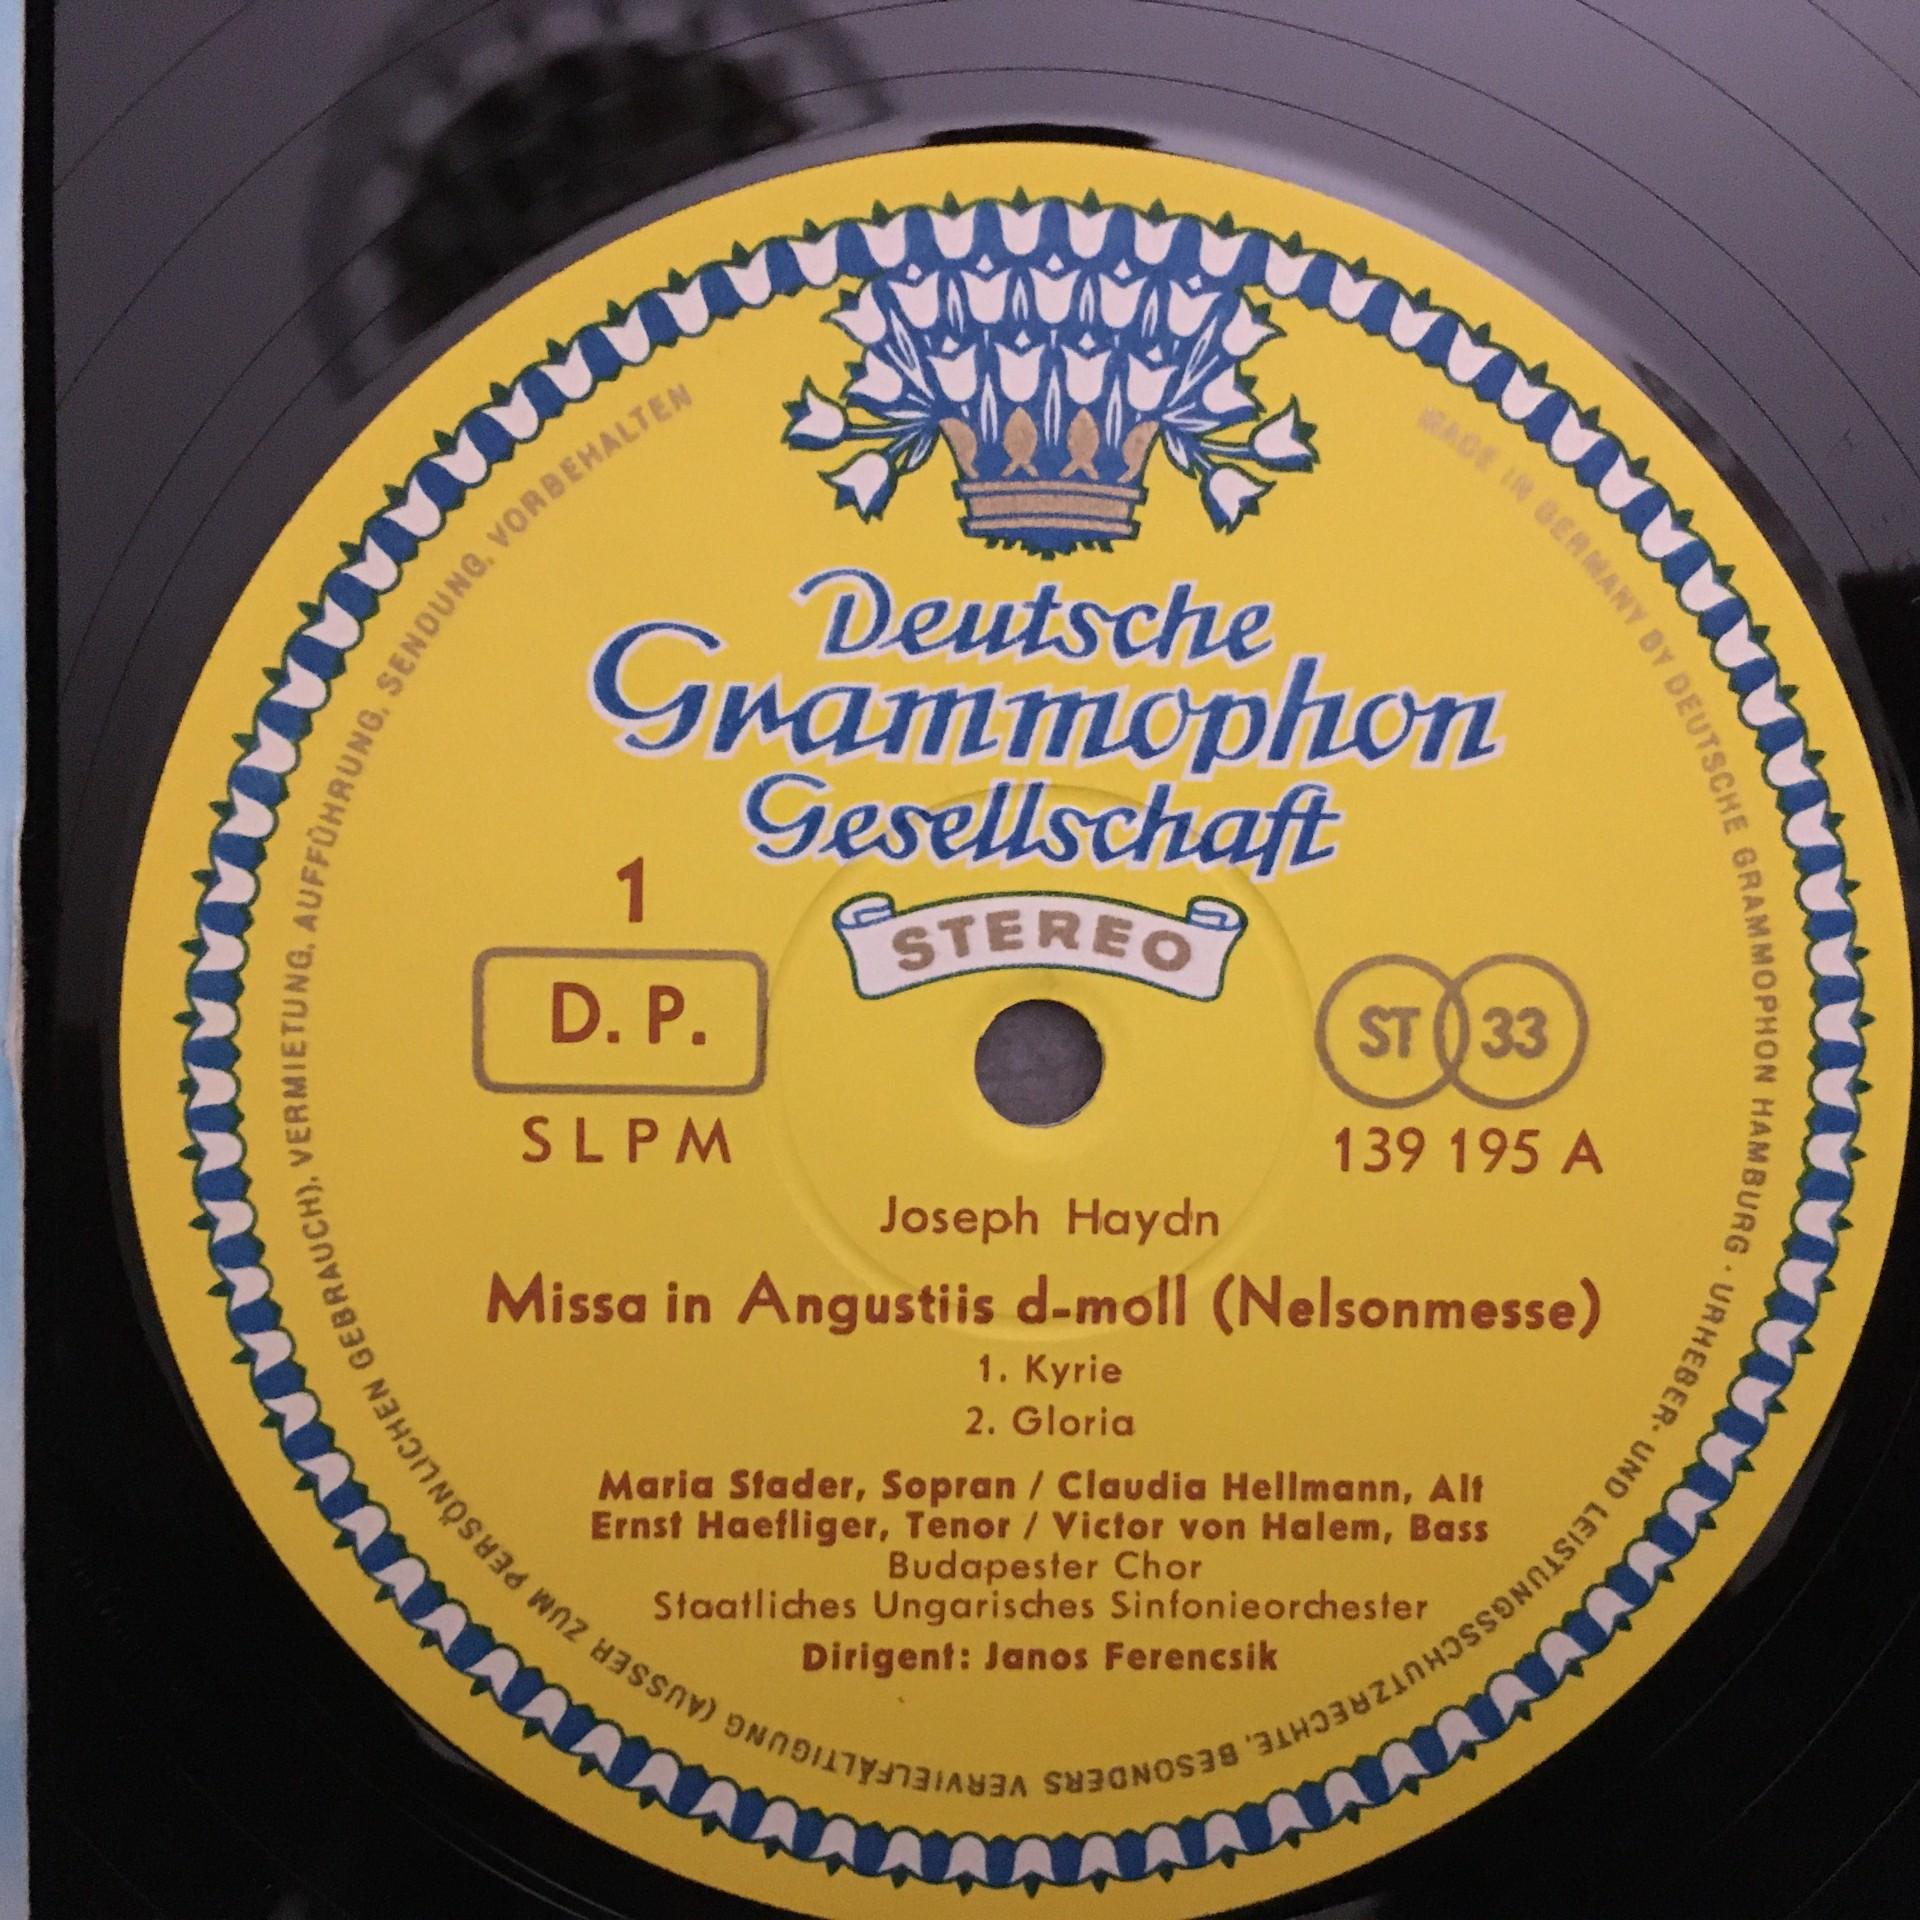 Deutsche
Grammophon
Gesellschaft
STEREO
1
D. P.
SLPM
ST 33
139 195 A
Joseph Haydn
Missa in Angustiis d-moll (Nelsonmesse)
1. Kyrie
2. Gloria
Maria Stader, Sopran / Claudia Hellmann, Alt
Ernst Haefliger, Tenor / Victor von Halem, Bass
Budapester Chor
Staatliches Ungarisches Sinfonieorchester
Dirigent: Janos Ferencsik
MADE IN GERMANY BY DEUTSCHE GRAMMOPHON HAMBURG · URHEBER- UND LEISTUNGSSCHUTZRECHTE, BESONDERS VERVIELFÄLTIGUNG (AUSSER ZUM PERSÖNLICHEN GEBRAUCH), VERMIETUNG, AUFFÜHRUNG, SENDUNG, VORBEHALTEN